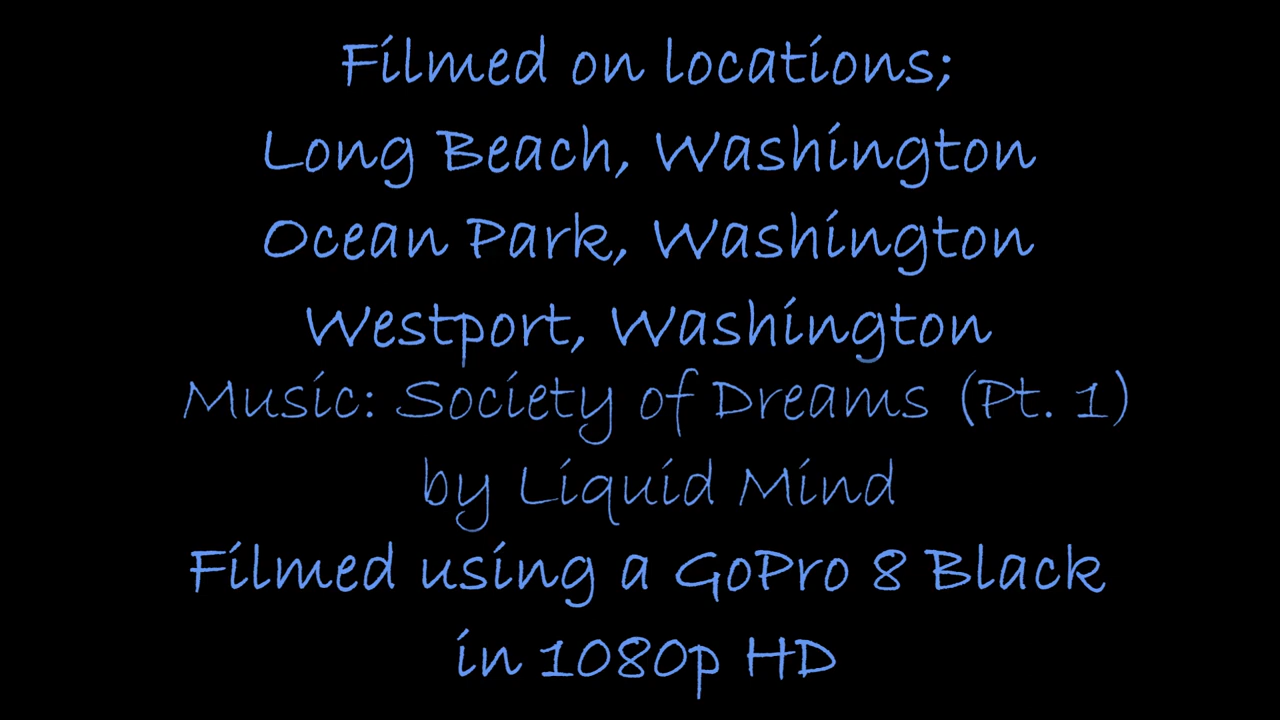 Filmed on locations;
Long Beach, Washington
Ocean Park, Washington
Westport, Washington
Music: Society of Dreams (Pt. 1)
by Liquid Mind
Filmed using a GoPro 8 Black
in 1080p HD